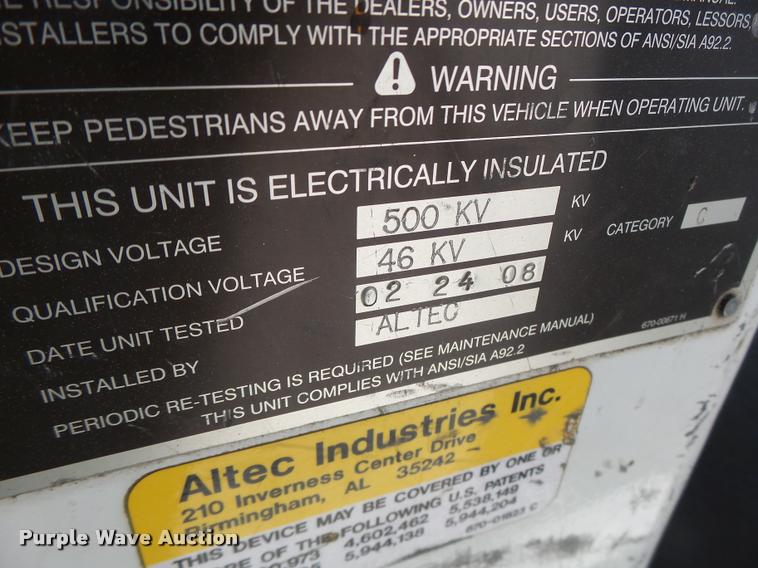 RESPONSIBILITY OF THE DEALERS, OWNERS, USERS, OPERATORS, LESSORS,
TO COMPLY WITH THE APPROPRIATE SECTIONS OF ANSI/SIA A92.2.
WARNING
KEEP PEDESTRIANS AWAY FROM THIS VEHICLE WHEN OPERATING UNIT.
THIS UNIT IS ELECTRICALLY INSULATED
DESIGN VOLTAGE 500 KV KV
QUALIFICATION VOLTAGE 46 KV KV CATEGORY C
DATE UNIT TESTED 02 24 08
INSTALLED BY ALTEC
PERIODIC RE-TESTING IS REQUIRED (SEE MAINTENANCE MANUAL)
THIS UNIT COMPLIES WITH ANSI/SIA A92.2
670-00671 H
Altec Industries Inc.
210 Inverness Center Drive
Birmingham, AL 35242
THIS DEVICE MAY BE COVERED BY ONE OR
OF THE FOLLOWING U.S. PATENTS
4,602,462 5,538,149
5,944,138 5,944,204
670-01623 C
Purple Wave Auction